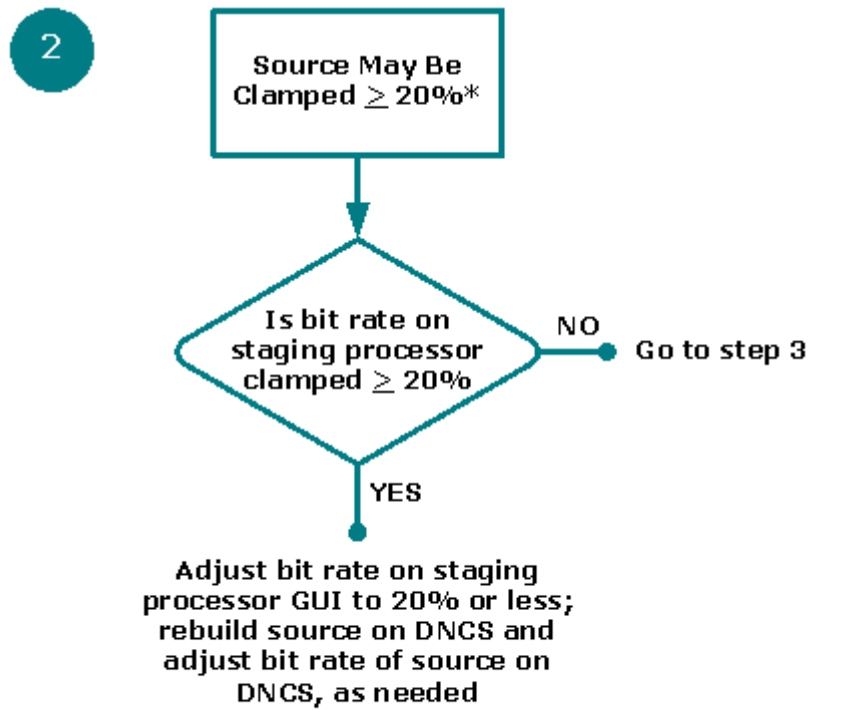 2
Source May Be
Clamped ≥ 20%*
Is bit rate on
staging processor
clamped ≥ 20%
NO
Go to step 3
YES
Adjust bit rate on staging
processor GUI to 20% or less;
rebuild source on DNCS and
adjust bit rate of source on
DNCS, as needed